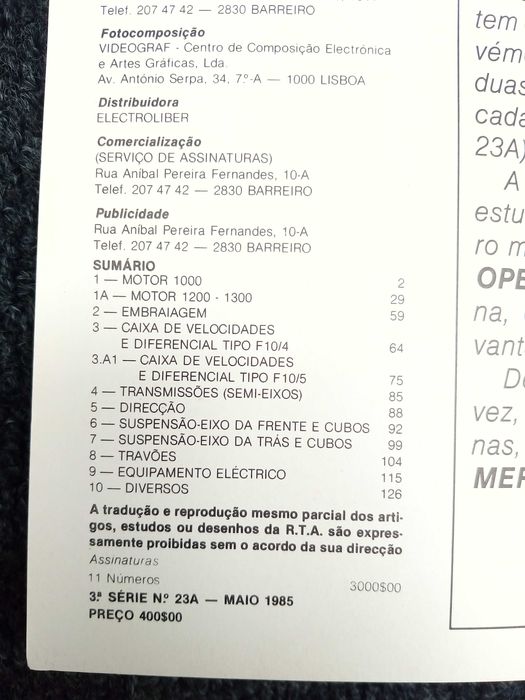 Telef. 207 47 42 — 2830 BARREIRO
Fotocomposição
VIDEOGRAF - Centro de Composição Electrónica
e Artes Gráficas, Lda.
Av. António Serpa, 34, 7.º-A — 1000 LISBOA
Distribuidora
ELECTROLIBER
Comercialização
(SERVIÇO DE ASSINATURAS)
Rua Aníbal Pereira Fernandes, 10-A
Telef. 207 47 42 — 2830 BARREIRO
Publicidade
Rua Aníbal Pereira Fernandes, 10-A
Telef. 207 47 42 — 2830 BARREIRO
SUMÁRIO
1 — MOTOR 1000 2
1A — MOTOR 1200 - 1300 29
2 — EMBRAIAGEM 59
3 — CAIXA DE VELOCIDADES
E DIFERENCIAL TIPO F10/4 64
3.A1 — CAIXA DE VELOCIDADES
E DIFERENCIAL TIPO F10/5 75
4 — TRANSMISSÕES (SEMI-EIXOS) 85
5 — DIRECÇÃO 88
6 — SUSPENSÃO-EIXO DA FRENTE E CUBOS 92
7 — SUSPENSÃO-EIXO DA TRÁS E CUBOS 99
8 — TRAVÕES 104
9 — EQUIPAMENTO ELÉCTRICO 115
10 — DIVERSOS 126
A tradução e reprodução mesmo parcial dos arti-
gos, estudos ou desenhos da R.T.A. são expres-
samente proibidas sem o acordo da sua direcção
Assinaturas
11 Números 3000$00
3.ª SÉRIE N.º 23A — MAIO 1985
PREÇO 400$00
tem
vém
duas
cada
23A)
A
estu
ro m
OPE
na,
vant
De
vez,
nas,
MER